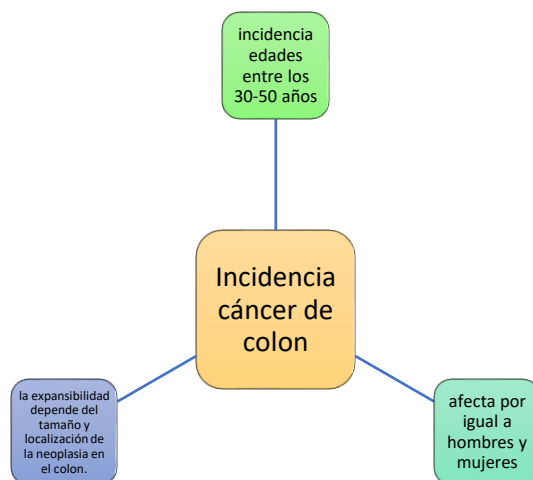 incidencia
edades
entre los
30-50 años
Incidencia
cáncer de
colon
la expansibilidad
depende del
tamaño y
localización de
la neoplasia en
el colon.
afecta por
igual a
hombres y
mujeres